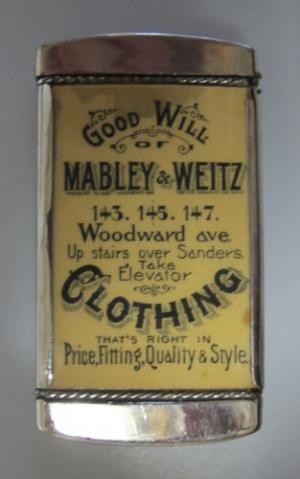 GOOD WILL
OF
MABLEY & WEITZ
143. 145. 147.
Woodward ave.
Up stairs over Sanders.
Take
Elevator
CLOTHING
THAT'S RIGHT IN
Price, Fitting, Quality & Style.